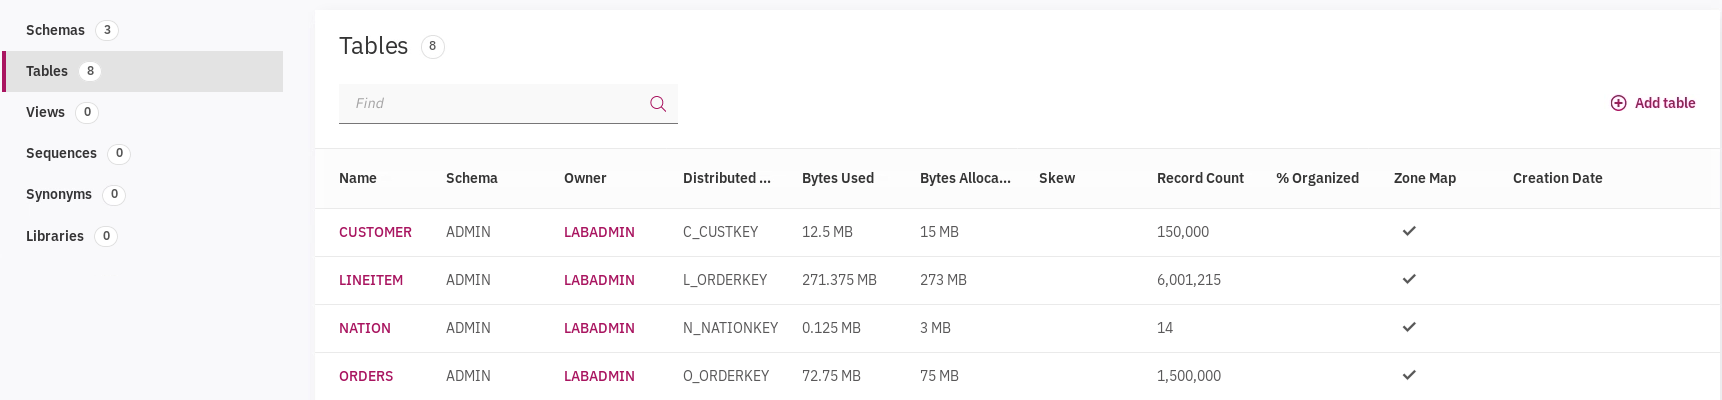 Schemas 3
Tables 8
Views 0
Sequences 0
Synonyms 0
Libraries 0
Tables 8
Find
Add table
Name Schema Owner Distributed ... Bytes Used Bytes Alloca... Skew Record Count % Organized Zone Map Creation Date
CUSTOMER ADMIN LABADMIN C_CUSTKEY 12.5 MB 15 MB 150,000
LINEITEM ADMIN LABADMIN L_ORDERKEY 271.375 MB 273 MB 6,001,215
NATION ADMIN LABADMIN N_NATIONKEY 0.125 MB 3 MB 14
ORDERS ADMIN LABADMIN O_ORDERKEY 72.75 MB 75 MB 1,500,000